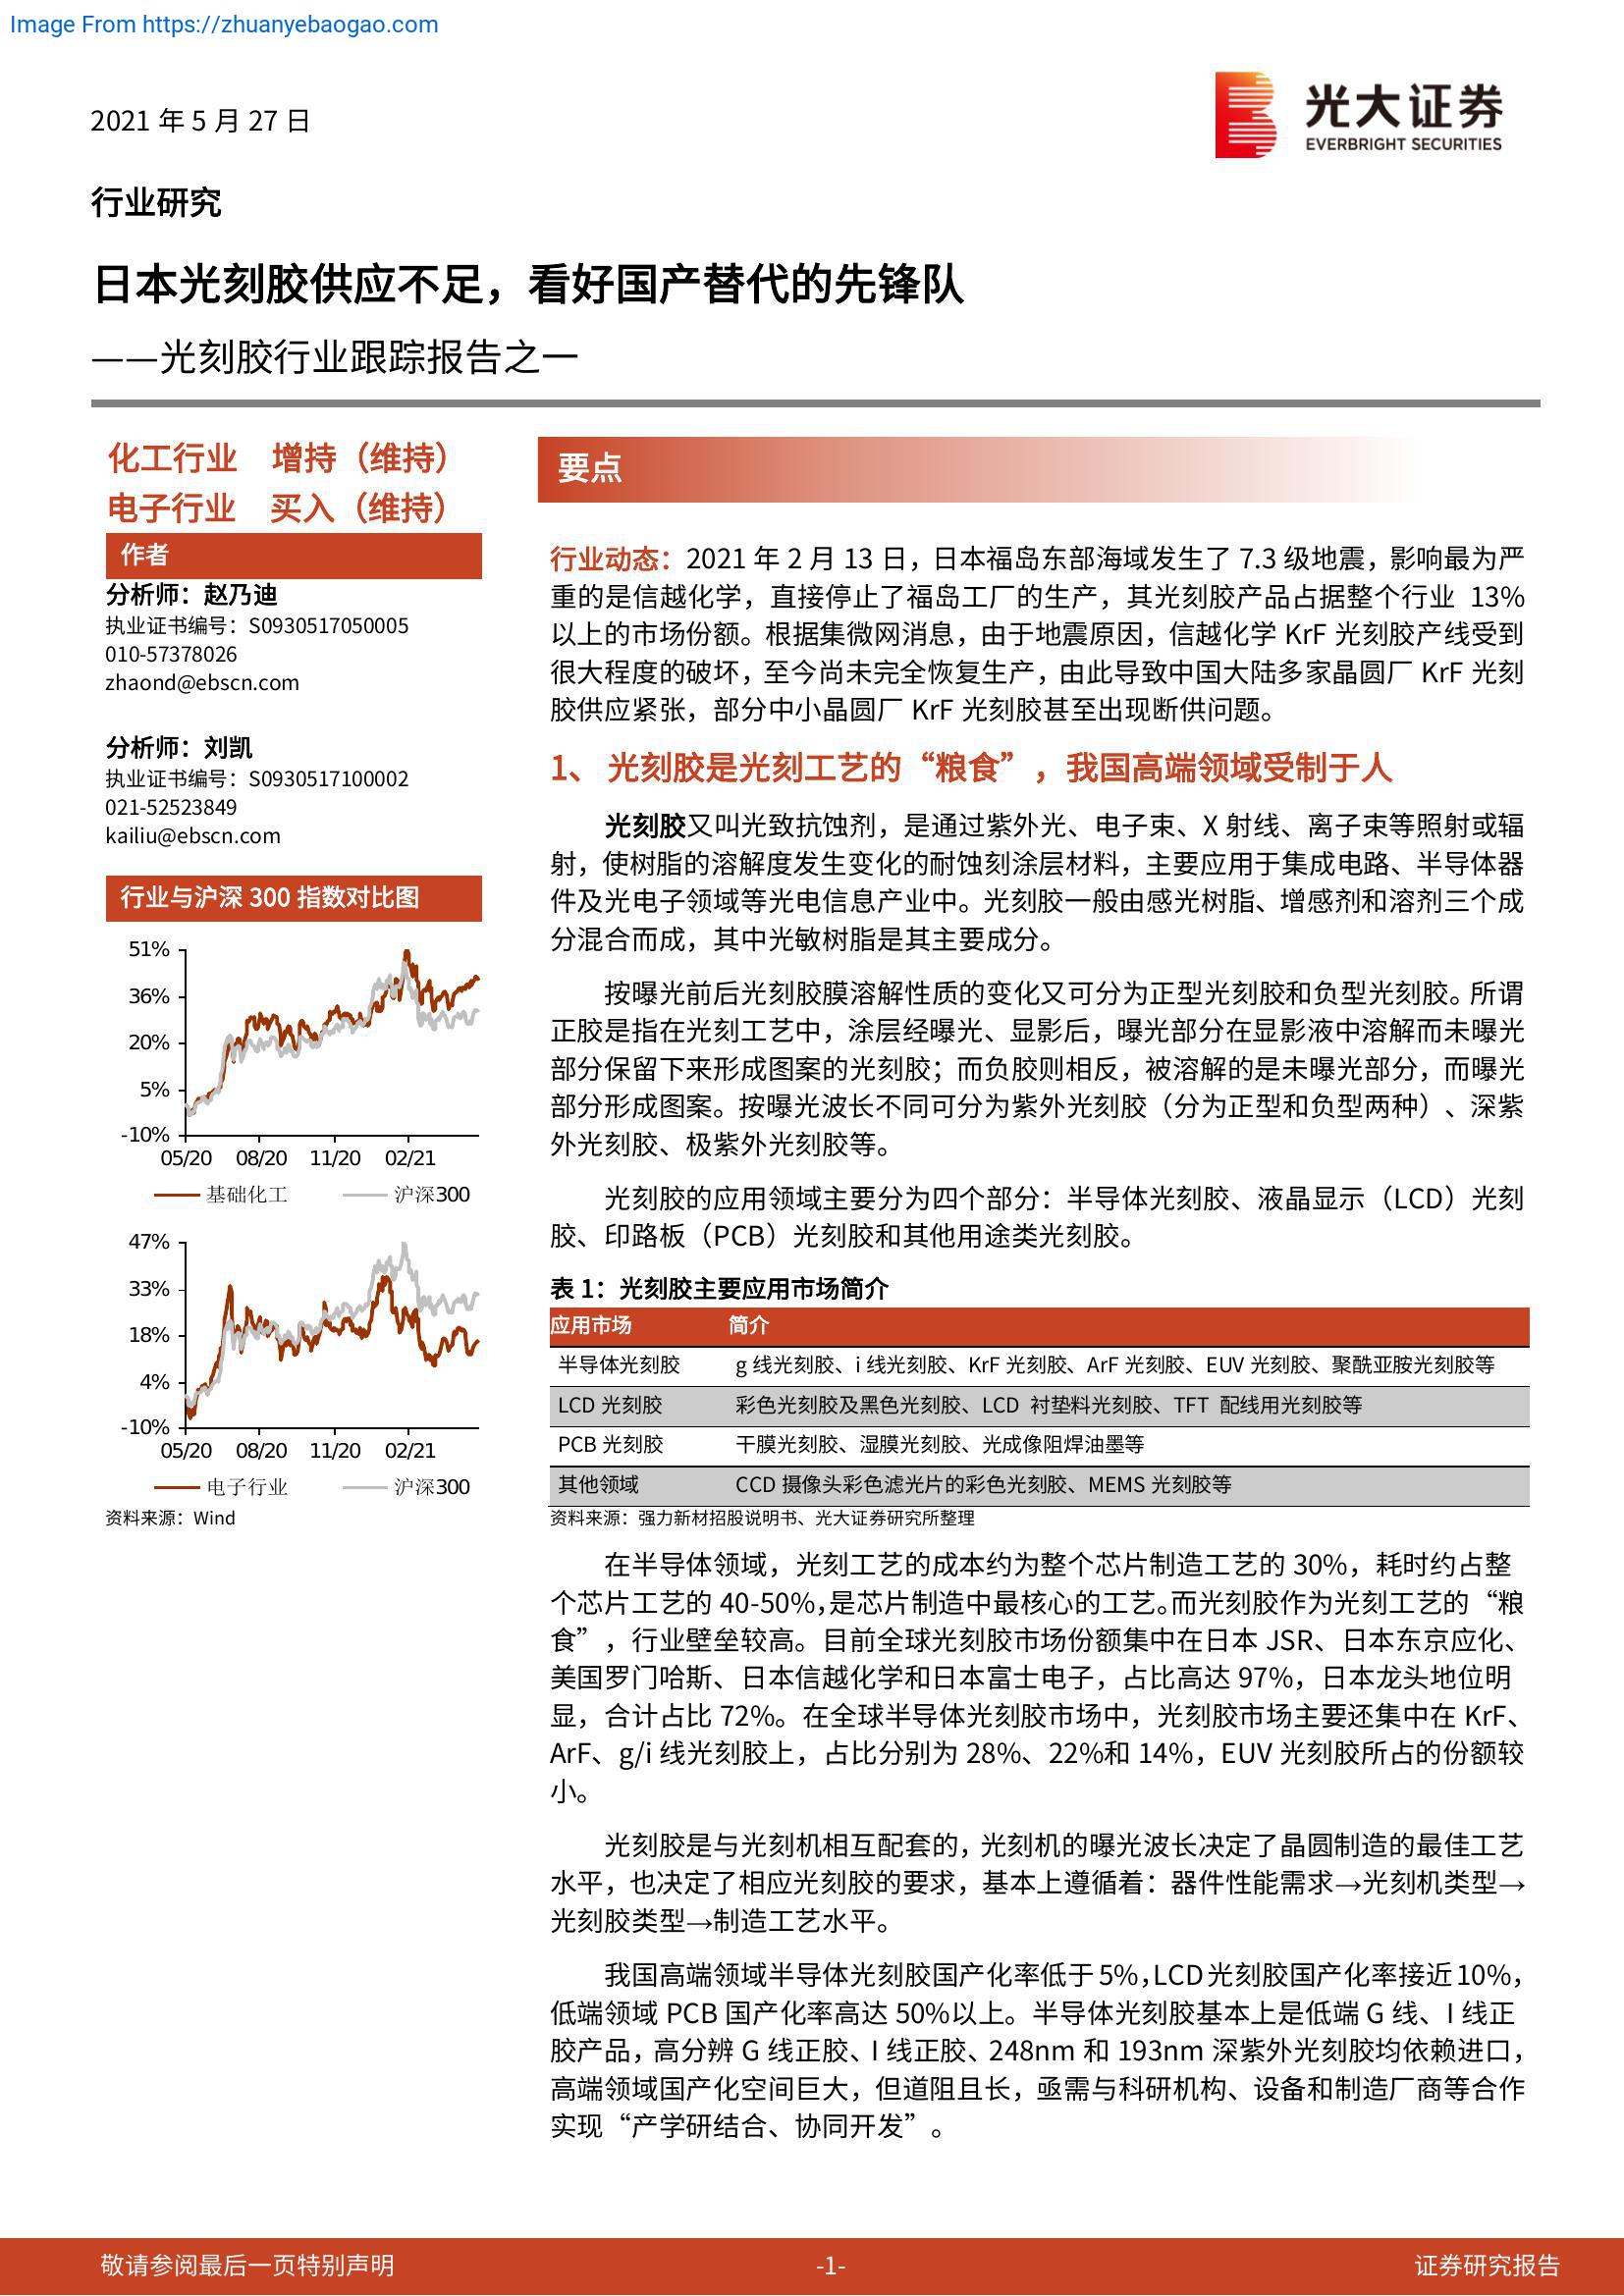 Image From https://zhuanyebaogao.com
2021 年 5 月 27 日
光大证券
EVERBRIGHT SECURITIES
行业研究
日本光刻胶供应不足，看好国产替代的先锋队
——光刻胶行业跟踪报告之一
化工行业 增持（维持）
电子行业 买入（维持）
作者
分析师：赵乃迪
执业证书编号：S0930517050005
010-57378026
zhaond@ebscn.com
分析师：刘凯
执业证书编号：S0930517100002
021-52523849
kailiu@ebscn.com
行业与沪深 300 指数对比图
51%
36%
20%
5%
-10%
05/20 08/20 11/20 02/21
基础化工 沪深300
47%
33%
18%
4%
-10%
05/20 08/20 11/20 02/21
电子行业 沪深300
资料来源：Wind
要点
行业动态：2021 年 2 月 13 日，日本福岛东部海域发生了 7.3 级地震，影响最为严
重的是信越化学，直接停止了福岛工厂的生产，其光刻胶产品占据整个行业 13%
以上的市场份额。根据集微网消息，由于地震原因，信越化学 KrF 光刻胶产线受到
很大程度的破坏，至今尚未完全恢复生产，由此导致中国大陆多家晶圆厂 KrF 光刻
胶供应紧张，部分中小晶圆厂 KrF 光刻胶甚至出现断供问题。
1、 光刻胶是光刻工艺的“粮食”，我国高端领域受制于人
光刻胶又叫光致抗蚀剂，是通过紫外光、电子束、X 射线、离子束等照射或辐
射，使树脂的溶解度发生变化的耐蚀刻涂层材料，主要应用于集成电路、半导体器
件及光电子领域等光电信息产业中。光刻胶一般由感光树脂、增感剂和溶剂三个成
分混合而成，其中光敏树脂是其主要成分。
按曝光前后光刻胶膜溶解性质的变化又可分为正型光刻胶和负型光刻胶。所谓
正胶是指在光刻工艺中，涂层经曝光、显影后，曝光部分在显影液中溶解而未曝光
部分保留下来形成图案的光刻胶；而负胶则相反，被溶解的是未曝光部分，而曝光
部分形成图案。按曝光波长不同可分为紫外光刻胶（分为正型和负型两种）、深紫
外光刻胶、极紫外光刻胶等。
光刻胶的应用领域主要分为四个部分：半导体光刻胶、液晶显示（LCD）光刻
胶、印路板（PCB）光刻胶和其他用途类光刻胶。
表 1：光刻胶主要应用市场简介
应用市场 简介
半导体光刻胶 g 线光刻胶、i 线光刻胶、KrF 光刻胶、ArF 光刻胶、EUV 光刻胶、聚酰亚胺光刻胶等
LCD 光刻胶 彩色光刻胶及黑色光刻胶、LCD 衬垫料光刻胶、TFT 配线用光刻胶等
PCB 光刻胶 干膜光刻胶、湿膜光刻胶、光成像阻焊油墨等
其他领域 CCD 摄像头彩色滤光片的彩色光刻胶、MEMS 光刻胶等
资料来源：强力新材招股说明书、光大证券研究所整理
在半导体领域，光刻工艺的成本约为整个芯片制造工艺的 30%，耗时约占整
个芯片工艺的 40-50%，是芯片制造中最核心的工艺。而光刻胶作为光刻工艺的“粮
食”，行业壁垒较高。目前全球光刻胶市场份额集中在日本 JSR、日本东京应化、
美国罗门哈斯、日本信越化学和日本富士电子，占比高达 97%，日本龙头地位明
显，合计占比 72%。在全球半导体光刻胶市场中，光刻胶市场主要还集中在 KrF、
ArF、g/i 线光刻胶上，占比分别为 28%、22%和 14%，EUV 光刻胶所占的份额较
小。
光刻胶是与光刻机相互配套的，光刻机的曝光波长决定了晶圆制造的最佳工艺
水平，也决定了相应光刻胶的要求，基本上遵循着：器件性能需求→光刻机类型→
光刻胶类型→制造工艺水平。
我国高端领域半导体光刻胶国产化率低于 5%，LCD 光刻胶国产化率接近 10%，
低端领域 PCB 国产化率高达 50%以上。半导体光刻胶基本上是低端 G 线、I 线正
胶产品，高分辨 G 线正胶、I 线正胶、248nm 和 193nm 深紫外光刻胶均依赖进口，
高端领域国产化空间巨大，但道阻且长，亟需与科研机构、设备和制造厂商等合作
实现“产学研结合、协同开发”。
敬请参阅最后一页特别声明 -1- 证券研究报告